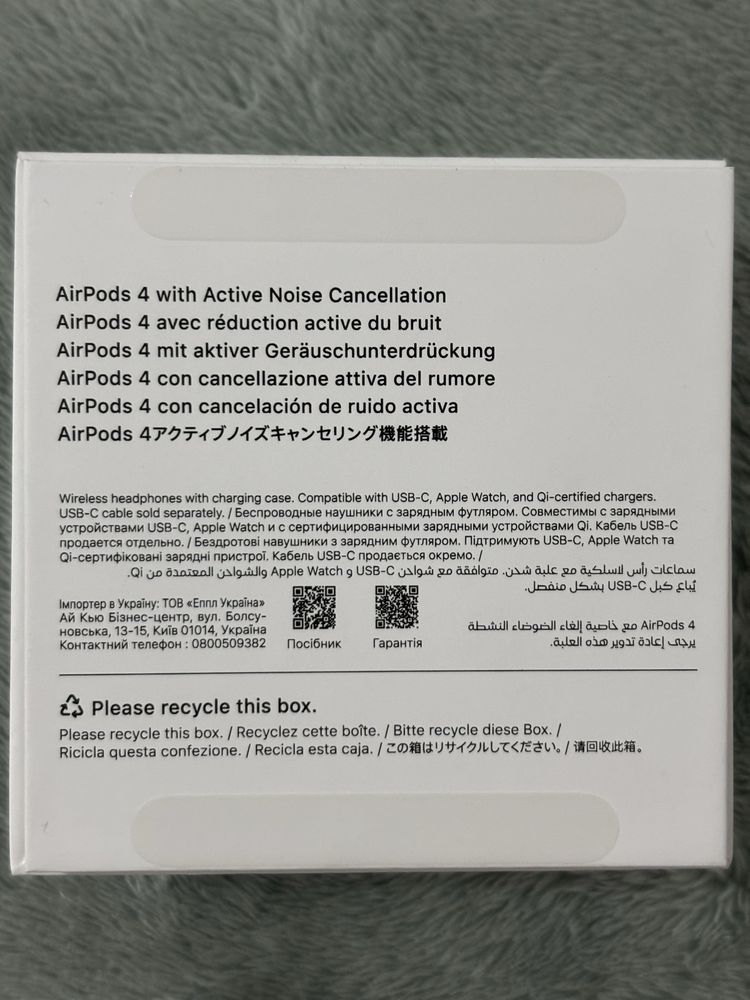 AirPods 4 with Active Noise Cancellation
AirPods 4 avec réduction active du bruit
AirPods 4 mit aktiver Geräuschunterdrückung
AirPods 4 con cancellazione attiva del rumore
AirPods 4 con cancelación de ruido activa
AirPods 4アクティブノイズキャンセリング機能搭載
Wireless headphones with charging case. Compatible with USB-C, Apple Watch, and Qi-certified chargers.
USB-C cable sold separately. / Беспроводные наушники с зарядным футляром. Совместимы с зарядными
устройствами USB-C, Apple Watch и с сертифицированными зарядными устройствами Qi. Кабель USB-C
продается отдельно. / Бездротові навушники з зарядним футляром. Підтримують USB-C, Apple Watch та
Qi-сертифіковані зарядні пристрої. Кабель USB-C продається окремо. /
سماعات رأس لاسلكية مع علبة شحن. متوافقة مع شواحن USB-C و Apple Watch والشواحن المعتمدة من Qi.
يُباع كبل USB-C بشكل منفصل.
Імпортер в Україну: ТОВ «Еппл Україна»
Ай Кью Бізнес-центр, вул. Болсу-
новська, 13-15, Київ 01014, Україна
Контактний телефон : 0800509382
Посібник
Гарантія
AirPods 4 مع خاصية إلغاء الضوضاء النشطة
يرجى إعادة تدوير هذه العلبة.
Please recycle this box.
Please recycle this box. / Recyclez cette boîte. / Bitte recycle diese Box. /
Ricicla questa confezione. / Recicla esta caja. / この箱はリサイクルしてください。/ 请回收此箱。